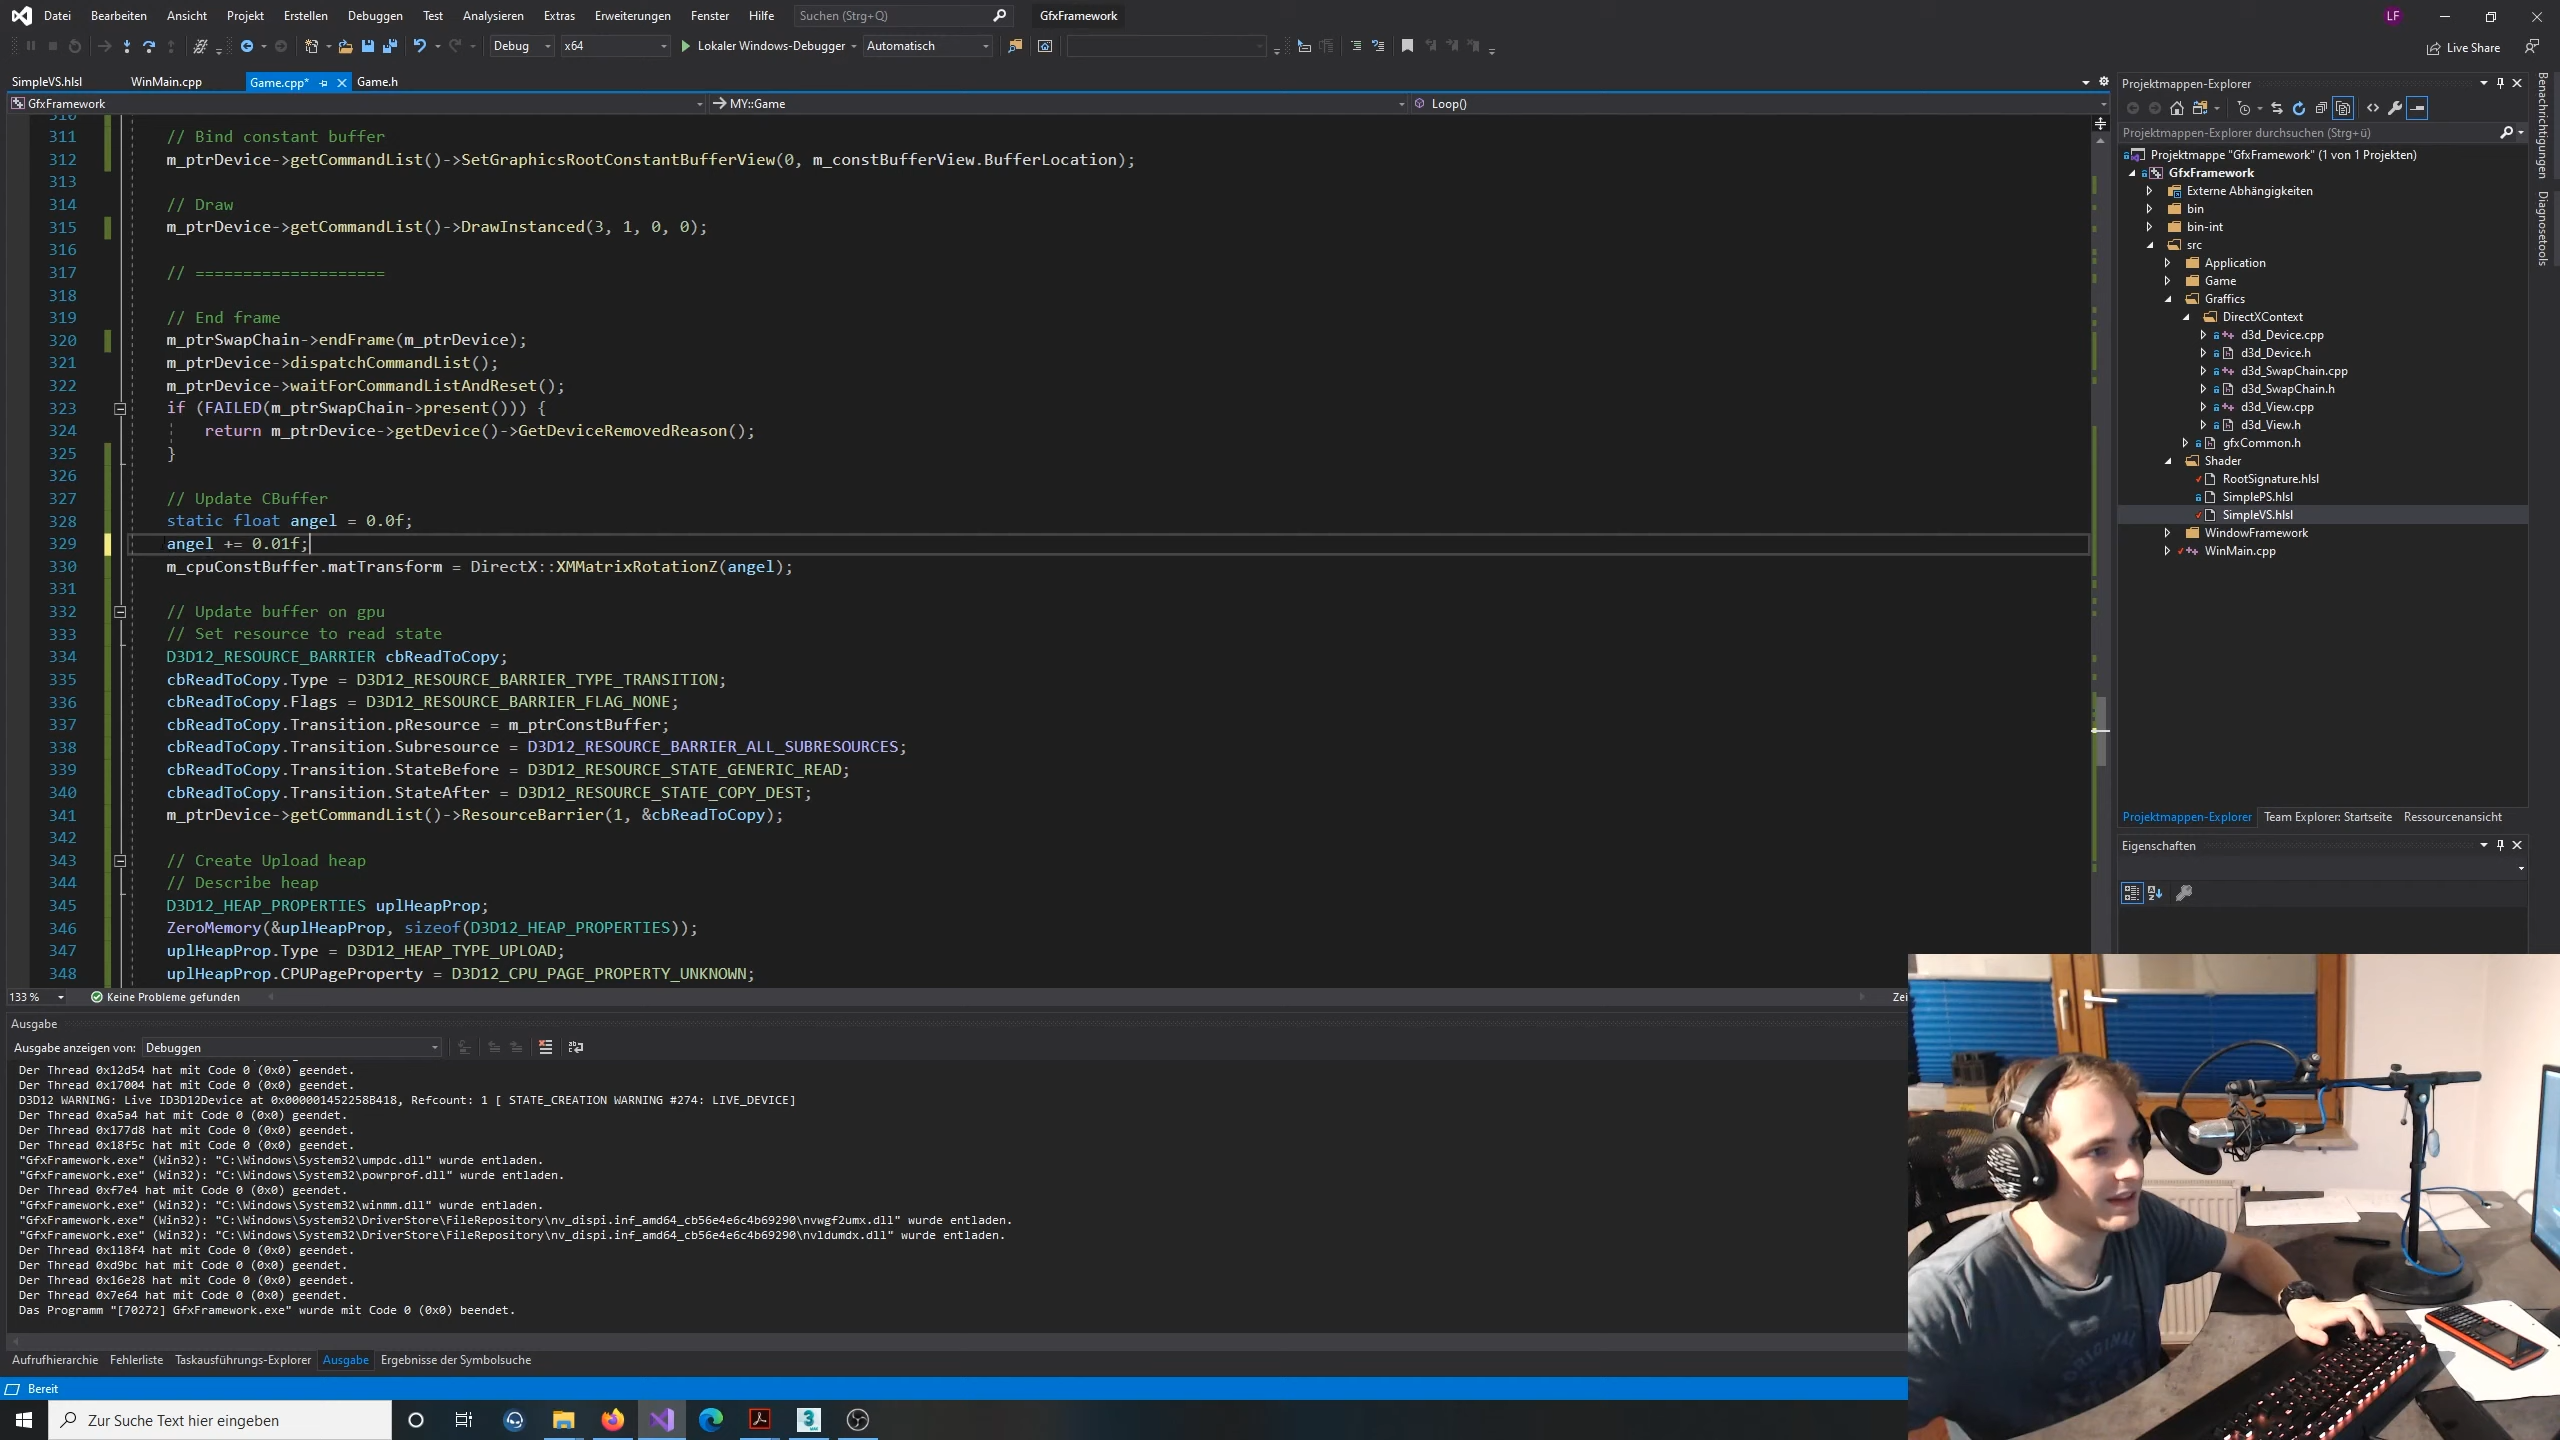 Datei Bearbeiten Ansicht Projekt Erstellen Debuggen Test Analysieren Extras Erweiterungen Fenster Hilfe Suchen (Strg+Q) GfxFramework LF
Debug x64 Lokaler Windows-Debugger Automatisch Live Share
SimpleVS.hlsl WinMain.cpp Game.cpp* Game.h
GfxFramework MY::Game Loop()
310
311 // Bind constant buffer
312 m_ptrDevice->getCommandList()->SetGraphicsRootConstantBufferView(0, m_constBufferView.BufferLocation);
313
314 // Draw
315 m_ptrDevice->getCommandList()->DrawInstanced(3, 1, 0, 0);
316
317 // ====================
318
319 // End frame
320 m_ptrSwapChain->endFrame(m_ptrDevice);
321 m_ptrDevice->dispatchCommandList();
322 m_ptrDevice->waitForCommandListAndReset();
323 if (FAILED(m_ptrSwapChain->present())) {
324 return m_ptrDevice->getDevice()->GetDeviceRemovedReason();
325 }
326
327 // Update CBuffer
328 static float angel = 0.0f;
329 angel += 0.01f;
330 m_cpuConstBuffer.matTransform = DirectX::XMMatrixRotationZ(angel);
331
332 // Update buffer on gpu
333 // Set resource to read state
334 D3D12_RESOURCE_BARRIER cbReadToCopy;
335 cbReadToCopy.Type = D3D12_RESOURCE_BARRIER_TYPE_TRANSITION;
336 cbReadToCopy.Flags = D3D12_RESOURCE_BARRIER_FLAG_NONE;
337 cbReadToCopy.Transition.pResource = m_ptrConstBuffer;
338 cbReadToCopy.Transition.Subresource = D3D12_RESOURCE_BARRIER_ALL_SUBRESOURCES;
339 cbReadToCopy.Transition.StateBefore = D3D12_RESOURCE_STATE_GENERIC_READ;
340 cbReadToCopy.Transition.StateAfter = D3D12_RESOURCE_STATE_COPY_DEST;
341 m_ptrDevice->getCommandList()->ResourceBarrier(1, &cbReadToCopy);
342
343 // Create Upload heap
344 // Describe heap
345 D3D12_HEAP_PROPERTIES uplHeapProp;
346 ZeroMemory(&uplHeapProp, sizeof(D3D12_HEAP_PROPERTIES));
347 uplHeapProp.Type = D3D12_HEAP_TYPE_UPLOAD;
348 uplHeapProp.CPUPageProperty = D3D12_CPU_PAGE_PROPERTY_UNKNOWN;
133 % Keine Probleme gefunden Zei
Ausgabe
Ausgabe anzeigen von: Debuggen
Der Thread 0x12d54 hat mit Code 0 (0x0) geendet.
Der Thread 0x17004 hat mit Code 0 (0x0) geendet.
D3D12 WARNING: Live ID3D12Device at 0x000001452258B418, Refcount: 1 [ STATE_CREATION WARNING #274: LIVE_DEVICE]
Der Thread 0xa5a4 hat mit Code 0 (0x0) geendet.
Der Thread 0x177d8 hat mit Code 0 (0x0) geendet.
Der Thread 0x18f5c hat mit Code 0 (0x0) geendet.
"GfxFramework.exe" (Win32): "C:\Windows\System32\umpdc.dll" wurde entladen.
"GfxFramework.exe" (Win32): "C:\Windows\System32\powrprof.dll" wurde entladen.
Der Thread 0xf7e4 hat mit Code 0 (0x0) geendet.
"GfxFramework.exe" (Win32): "C:\Windows\System32\winmm.dll" wurde entladen.
"GfxFramework.exe" (Win32): "C:\Windows\System32\DriverStore\FileRepository\nv_dispi.inf_amd64_cb56e4e6c4b69290\nvwgf2umx.dll" wurde entladen.
"GfxFramework.exe" (Win32): "C:\Windows\System32\DriverStore\FileRepository\nv_dispi.inf_amd64_cb56e4e6c4b69290\nvldumdx.dll" wurde entladen.
Der Thread 0x118f4 hat mit Code 0 (0x0) geendet.
Der Thread 0xd9bc hat mit Code 0 (0x0) geendet.
Der Thread 0x16e28 hat mit Code 0 (0x0) geendet.
Der Thread 0x7e64 hat mit Code 0 (0x0) geendet.
Das Programm "[70272] GfxFramework.exe" wurde mit Code 0 (0x0) beendet.
Aufrufhierarchie Fehlerliste Taskausführungs-Explorer Ausgabe Ergebnisse der Symbolsuche
Bereit
Zur Suche Text hier eingeben
Projektmappen-Explorer
Projektmappen-Explorer durchsuchen (Strg+ü)
Projektmappe "GfxFramework" (1 von 1 Projekten)
GfxFramework
Externe Abhängigkeiten
bin
bin-int
src
Application
Game
Graffics
DirectXContext
d3d_Device.cpp
d3d_Device.h
d3d_SwapChain.cpp
d3d_SwapChain.h
d3d_View.cpp
d3d_View.h
gfxCommon.h
Shader
RootSignature.hlsl
SimplePS.hlsl
SimpleVS.hlsl
WindowFramework
WinMain.cpp
Projektmappen-Explorer Team Explorer: Startseite Ressourcenansicht
Eigenschaften
Benachrichtigungen
Diagnosetools
ORIGINAL